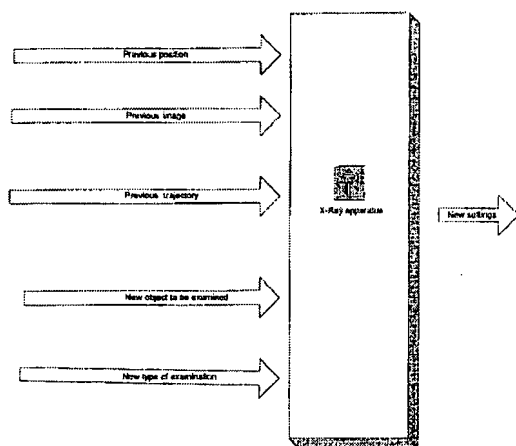 Previous position
Previous image
Previous trajectory
X-Ray apparatus
New settings
New object to be examined
New type of examination